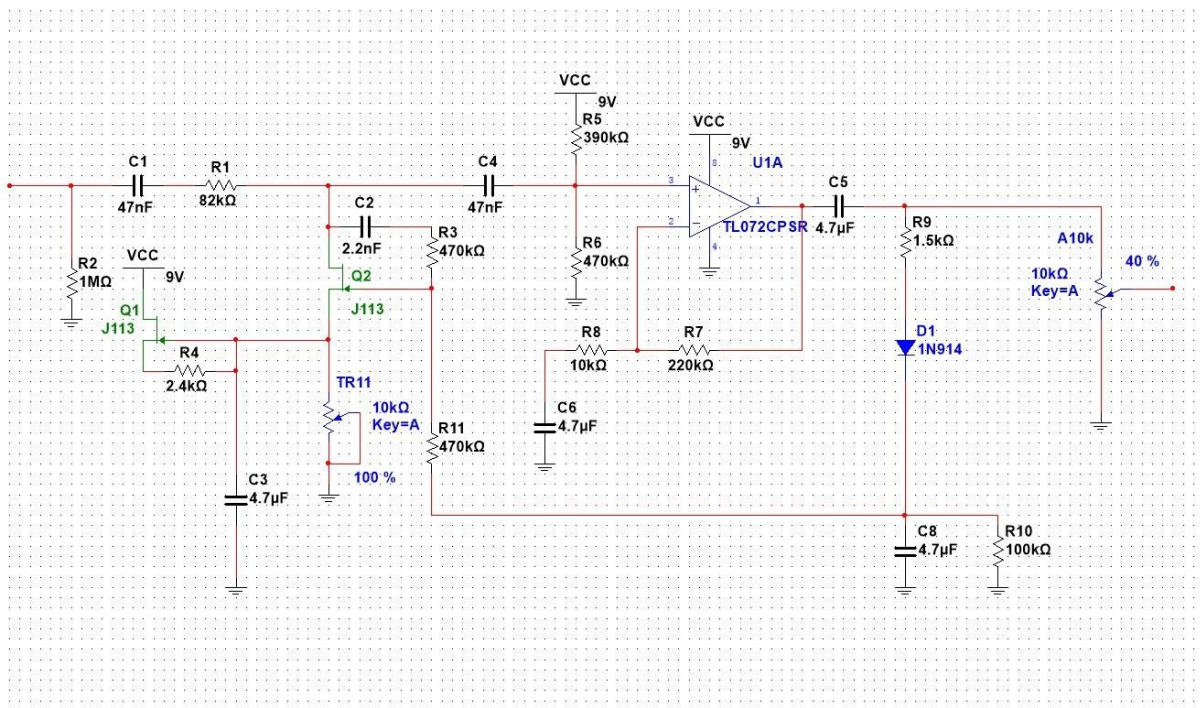 VCC
9V
R5
390kΩ
VCC
9V
8
U1A
C1
47nF
R1
82kΩ
C4
47nF
3
1
2
TL072CPSR
4
C5
4.7µF
C2
2.2nF
R3
470kΩ
R9
1.5kΩ
R2
1MΩ
VCC
9V
Q1
J113
Q2
J113
R6
470kΩ
A10k
10kΩ
Key=A
40 %
R4
2.4kΩ
R8
10kΩ
R7
220kΩ
D1
1N914
TR11
10kΩ
Key=A
100 %
C6
4.7µF
R11
470kΩ
C3
4.7µF
C8
4.7µF
R10
100kΩ